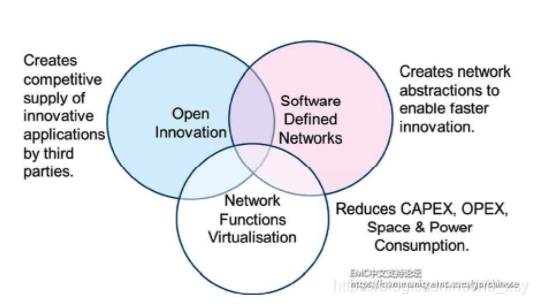 Creates
competitive
supply of
innovative
applications
by third
parties.
Open
Innovation
Software
Defined
Networks
Creates network
abstractions to
enable faster
innovation.
Network
Functions
Virtualisation
Reduces CAPEX, OPEX,
Space & Power
Consumption.
EMC中文支持论坛